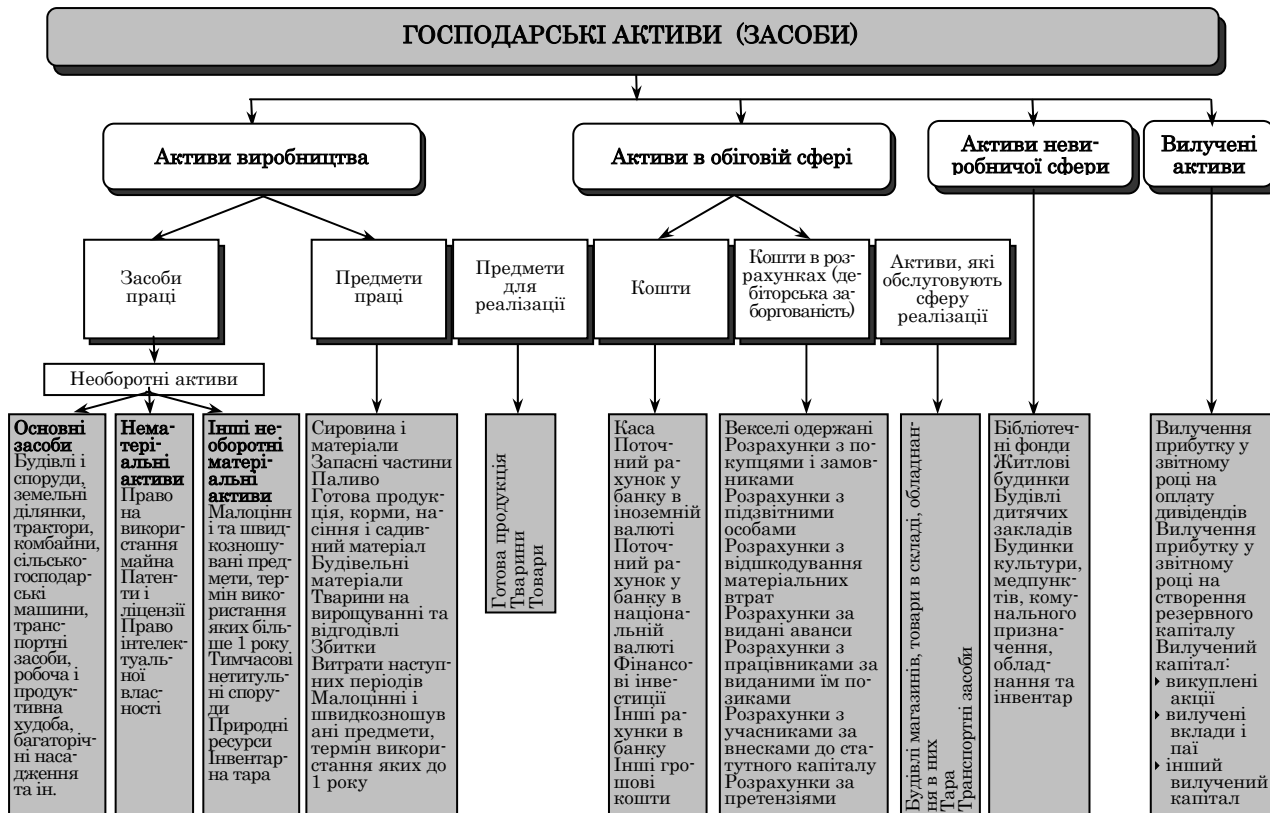 ГОСПОДАРСЬКІ АКТИВИ (ЗАСОБИ)
Активи виробництва
Активи в обіговій сфері
Активи неви-
робничої сфери
Вилучені
активи
Засоби
праці
Предмети
праці
Предмети
для
реалізації
Кошти
Кошти в роз-
рахунках (де-
біторська за-
боргованість)
Активи, які
обслуговують
сферу
реалізації
Необоротні активи
Основні
засоби
Будівлі і
споруди,
земельні
ділянки,
трактори,
комбайни,
сільсько-
господар-
ські
машини,
транс-
портні
засоби,
робоча і
продук-
тивна
худоба,
багаторіч-
ні наса-
дження
та ін.
Нема-
тері-
альні
активи
Право
на
викори-
стання
майна
Патен-
ти і
ліцензії
Право
інтелек-
туаль-
ної
влас-
ності
Інші не-
оборотні
матері-
альні
активи
Малоцінн
і та швид-
козношу-
вані пред-
мети, тер-
мін вико-
ристання
яких біль-
ше 1 року
Тимчасові
нетитуль-
ні спору-
ди
Природні
ресурси
Інвентар-
на тара
Сировина і
матеріали
Запасні частини
Паливо
Готова продук-
ція, корми, на-
сіння і садив-
ний матеріал
Будівельні
матеріали
Тварини на
вирощуванні та
відгодівлі
Збитки
Витрати наступ-
них періодів
Малоцінні і
швидкозношув
ані предмети,
термін викори-
стання яких до
1 року
Готова продукція
Тварини
Товари
Каса
Поточ-
ний ра-
хунок у
банку в
іноземній
валюті
Поточ-
ний ра-
хунок у
банку в
націона-
льній
валюті
Фінансо-
ві інве-
стиції
Інші ра-
хунки в
банку
Інші гро-
шові
кошти
Векселі одержані
Розрахунки з по-
купцями і замов-
никами
Розрахунки з
підзвітними
особами
Розрахунки з
відшкодування
матеріальних
втрат
Розрахунки за
видані аванси
Розрахунки з
працівниками за
виданими їм по-
зиками
Розрахунки з
учасниками за
внесками до ста-
тутного капіталу
Розрахунки за
претензіями
Будівлі магазинів, товари в складі, обладнан-
ня в них
Тара
Транспортні засоби
Бібліотеч-
ні фонди
Житлові
будинки
Будівлі
дитячих
закладів
Будинки
культури,
медпунк-
тів, кому-
нального
призна-
чення,
облад-
нання та
інвентар
Вилучення
прибутку у
звітному
році на
оплату
дивідендів
Вилучення
прибутку у
звітному
році на
створення
резервного
капіталу
Вилучений
капітал:
викуплені
акції
вилучені
вклади і
паї
інший
вилучений
капітал